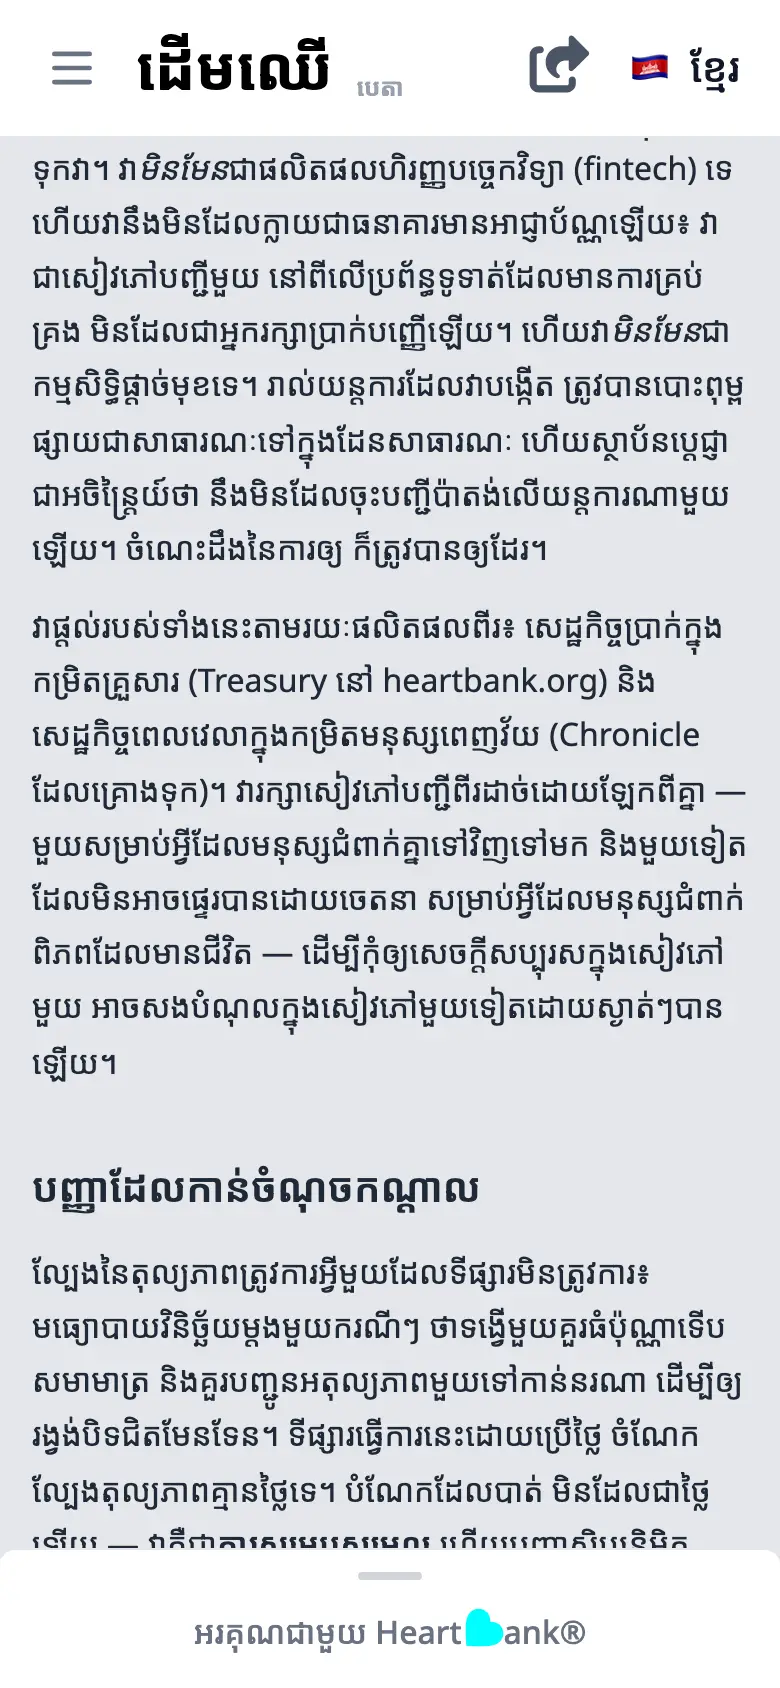 ដើមឈើ
បេតា
🇰🇭 ខ្មែរ
ទុកវា។ វាមិនមែនជាផលិតផលហិរញ្ញបច្ចេកវិទ្យា (fintech) ទេ
ហើយវានឹងមិនដែលក្លាយជាធនាគារមានអាជ្ញាប័ណ្ណឡើយ៖ វា
ជាសៀវភៅបញ្ជីមួយ នៅពីលើប្រព័ន្ធទូទាត់ដែលមានការគ្រប់
គ្រង មិនដែលជាអ្នករក្សាប្រាក់បញ្ញើឡើយ។ ហើយវាមិនមែនជា
កម្មសិទ្ធិផ្តាច់មុខទេ។ រាល់យន្តការដែលវាបង្កើត ត្រូវបានបោះពុម្ព
ផ្សាយជាសាធារណៈទៅក្នុងដែនសាធារណៈ ហើយស្ថាប័នប្តេជ្ញា
ជាអចិន្ត្រៃយ៍ថា នឹងមិនដែលចុះបញ្ជីប៉ាតង់លើយន្តការណាមួយ
ឡើយ។ ចំណេះដឹងនៃការឲ្យ ក៏ត្រូវបានឲ្យដែរ។
វាផ្តល់របស់ទាំងនេះតាមរយៈផលិតផលពីរ៖ សេដ្ឋកិច្ចប្រាក់ក្នុង
កម្រិតគ្រួសារ (Treasury នៅ heartbank.org) និង
សេដ្ឋកិច្ចពេលវេលាក្នុងកម្រិតមនុស្សពេញវ័យ (Chronicle
ដែលគ្រោងទុក)។ វារក្សាសៀវភៅបញ្ជីពីរដាច់ដោយឡែកពីគ្នា —
មួយសម្រាប់អ្វីដែលមនុស្សជំពាក់គ្នាទៅវិញទៅមក និងមួយទៀត
ដែលមិនអាចផ្ទេរបានដោយចេតនា សម្រាប់អ្វីដែលមនុស្សជំពាក់
ពិភពដែលមានជីវិត — ដើម្បីកុំឲ្យសេចក្តីសប្បុរសក្នុងសៀវភៅ
មួយ អាចសងបំណុលក្នុងសៀវភៅមួយទៀតដោយស្ងាត់ៗបាន
ឡើយ។
បញ្ញាដែលកាន់ចំណុចកណ្តាល
ល្បែងនៃតុល្យភាពត្រូវការអ្វីមួយដែលទីផ្សារមិនត្រូវការ៖
មធ្យោបាយវិនិច្ឆ័យម្តងមួយករណីៗ ថាទង្វើមួយគួរធំប៉ុណ្ណាទើប
សមាមាត្រ និងគួរបញ្ជូនអតុល្យភាពមួយទៅកាន់នរណា ដើម្បីឲ្យ
រង្វង់បិទជិតមែនទែន។ ទីផ្សារធ្វើការនេះដោយប្រើថ្លៃ ចំណែក
ល្បែងតុល្យភាពគ្មានថ្លៃទេ។ បំណែកដែលបាត់ មិនដែលជាថ្លៃ
ឡើយ — វាគឺជា
អរគុណជាមួយ Heartbank®